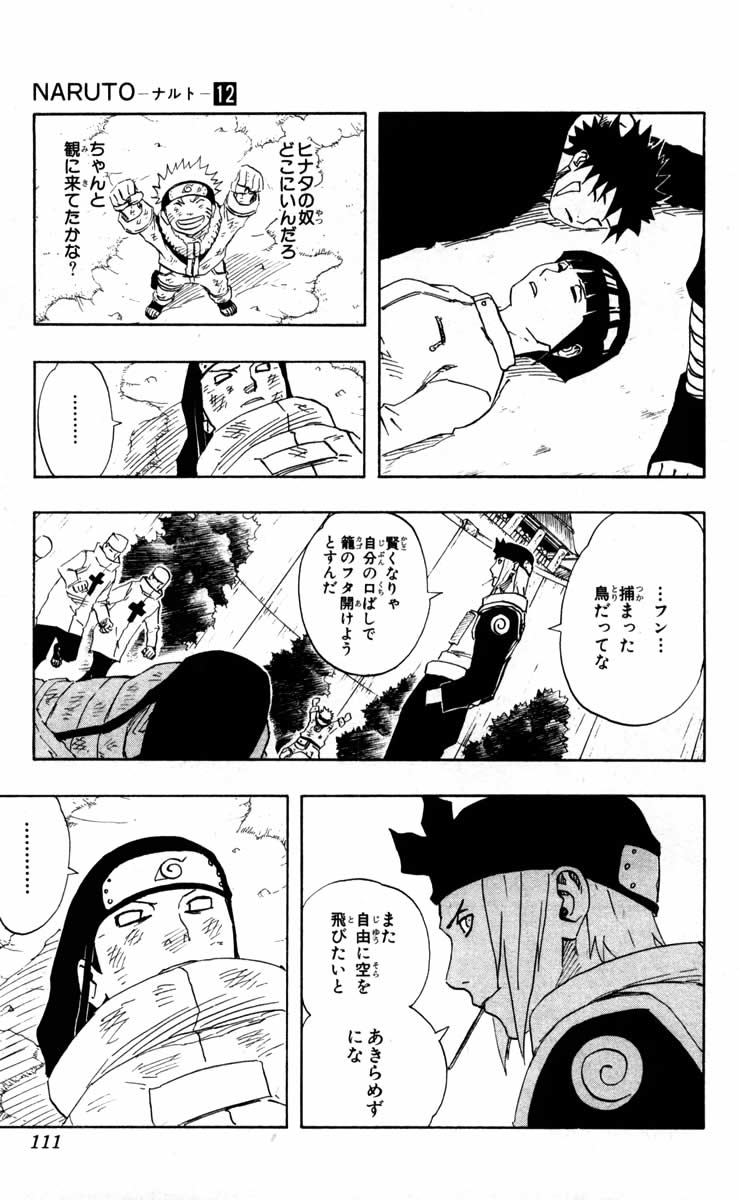 NARUTO―ナルト―12
ヒナタの奴
どこにいんだろ
ちゃんと
観に来てたかな?
…………
…フン…
捕まった
鳥だってな
賢くなりゃ
自分の口ばしで
籠のフタ開けよう
とすんだ
また
自由に空を
飛びたいと
あきらめず
にな
…………
111